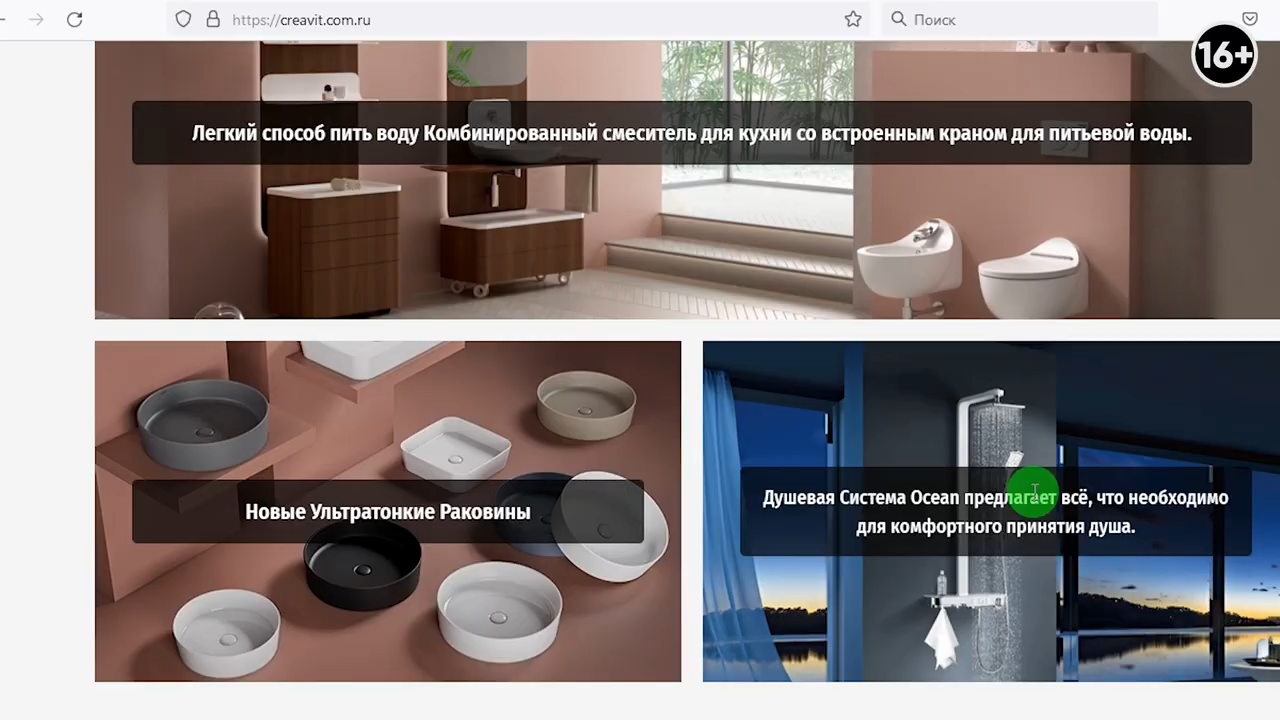 https://creavit.com.ru
Поиск
16+
Легкий способ пить воду Комбинированный смеситель для кухни со встроенным краном для питьевой воды.
Новые Ультратонкие Раковины
Душевая Система Ocean предлагает всё, что необходимо
для комфортного принятия душа.